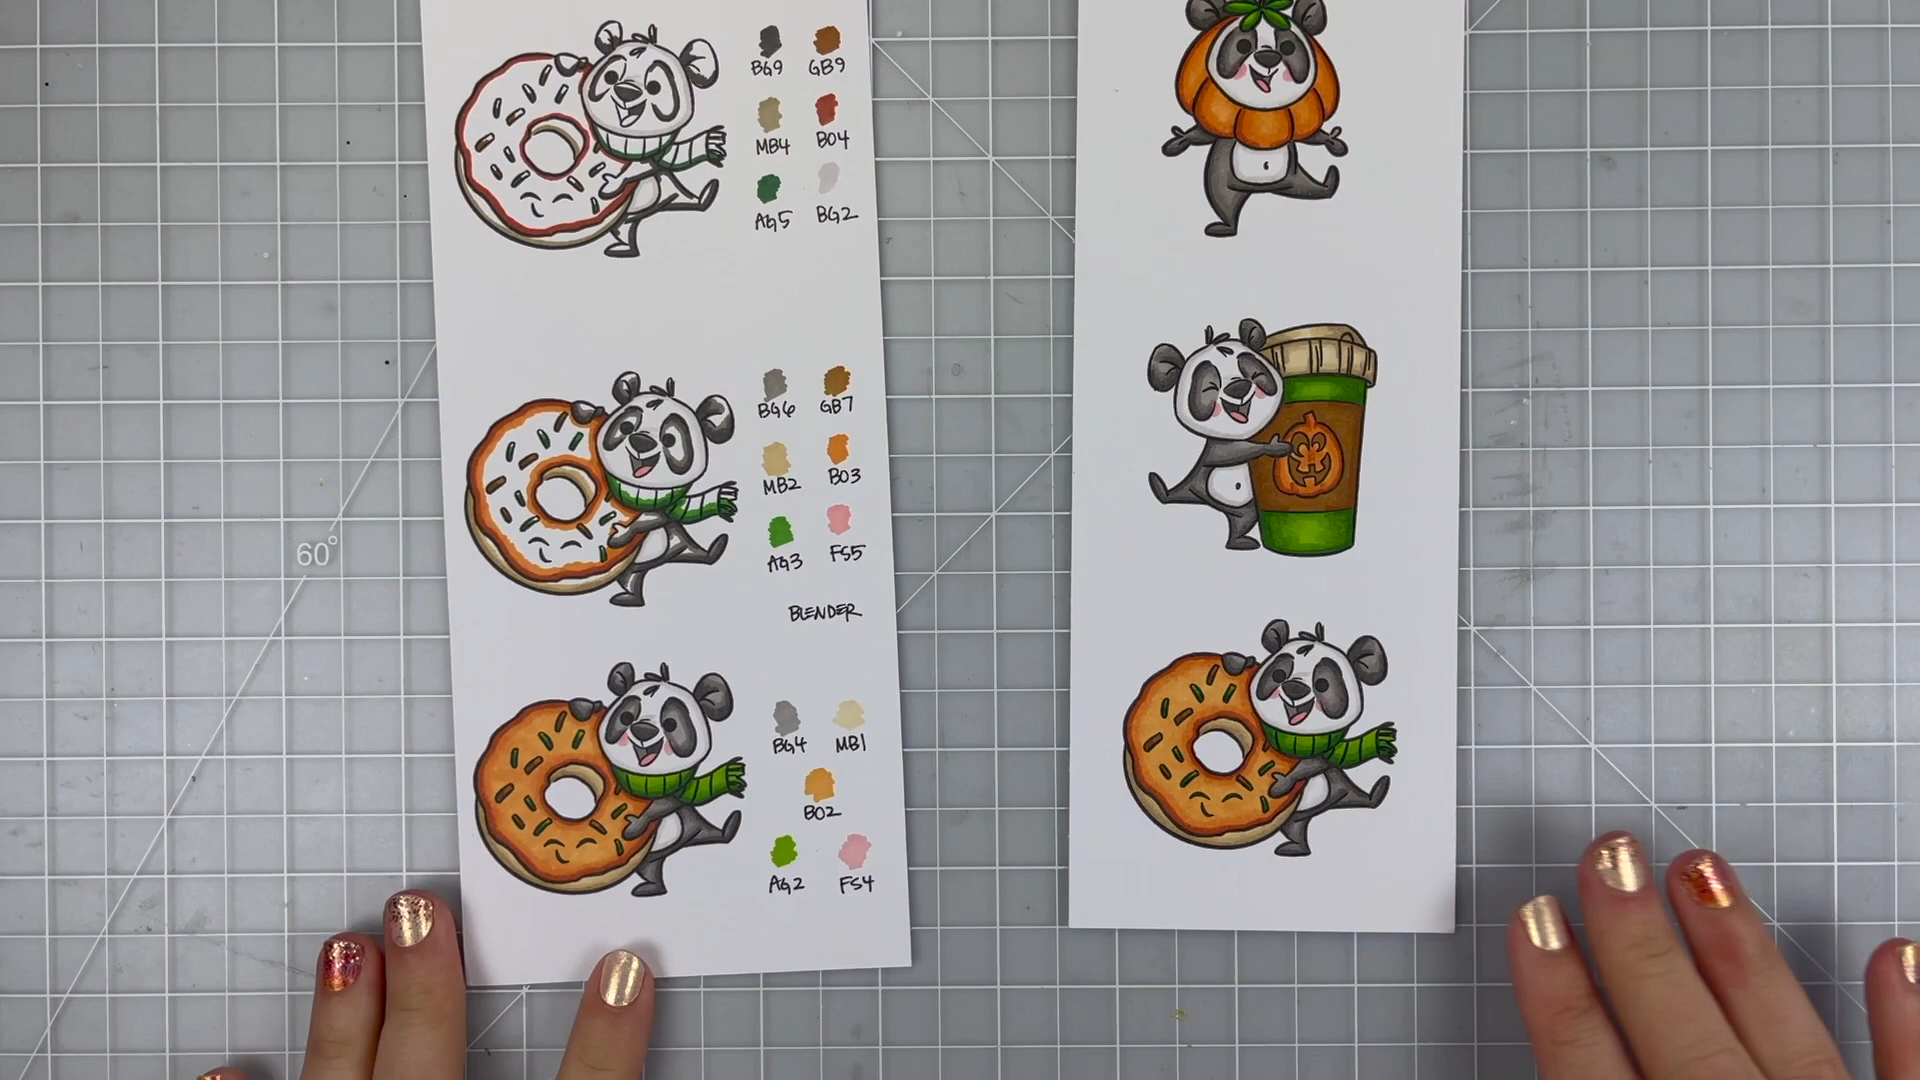 BG9 GB9
MB4 BO4
AG5 BG2
BG6 GB7
MB2 BO3
60°
AG3 FS5
BLENDER
BG4 MB1
BO2
AG2 FS4